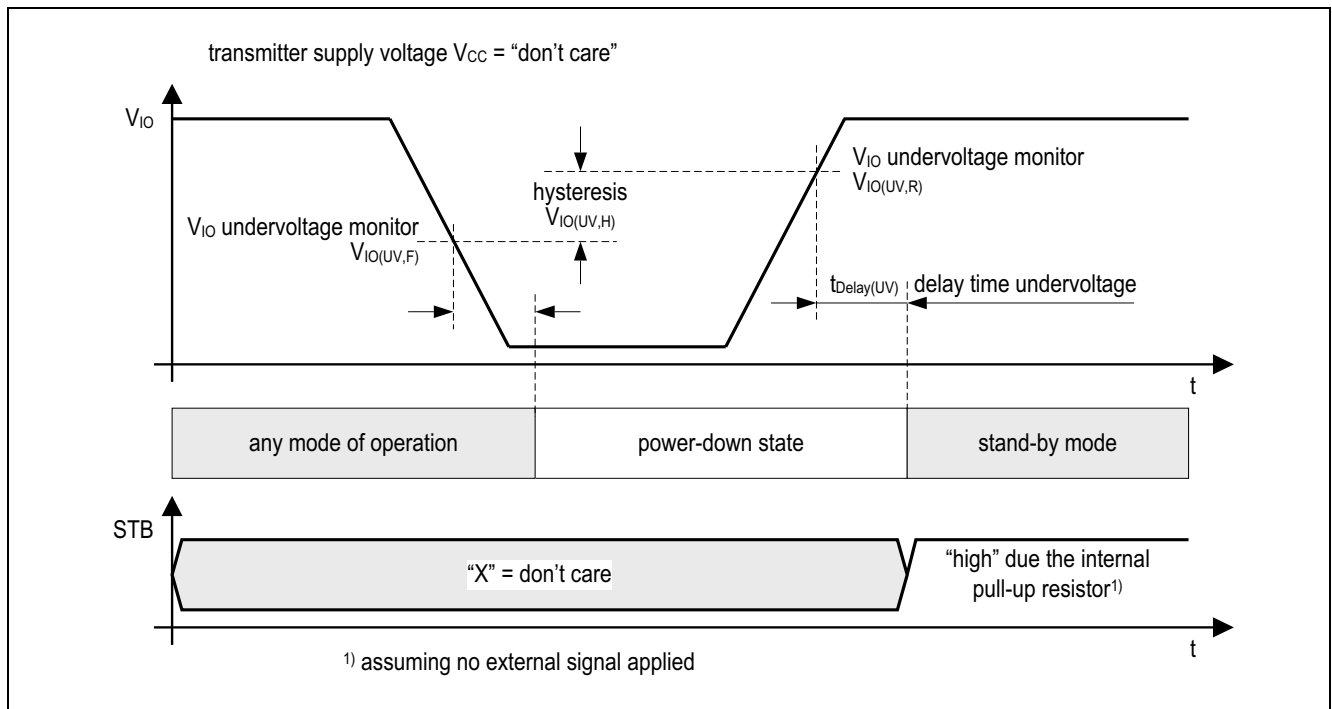 transmitter supply voltage VCC = “don’t care”
VIO
VIO undervoltage monitor
VIO(UV,R)
hysteresis
VIO(UV,H)
VIO undervoltage monitor
VIO(UV,F)
tDelay(UV) delay time undervoltage
t
any mode of operation
power-down state
stand-by mode
STB
“X” = don’t care
“high” due the internal
pull-up resistor1)
t
1) assuming no external signal applied